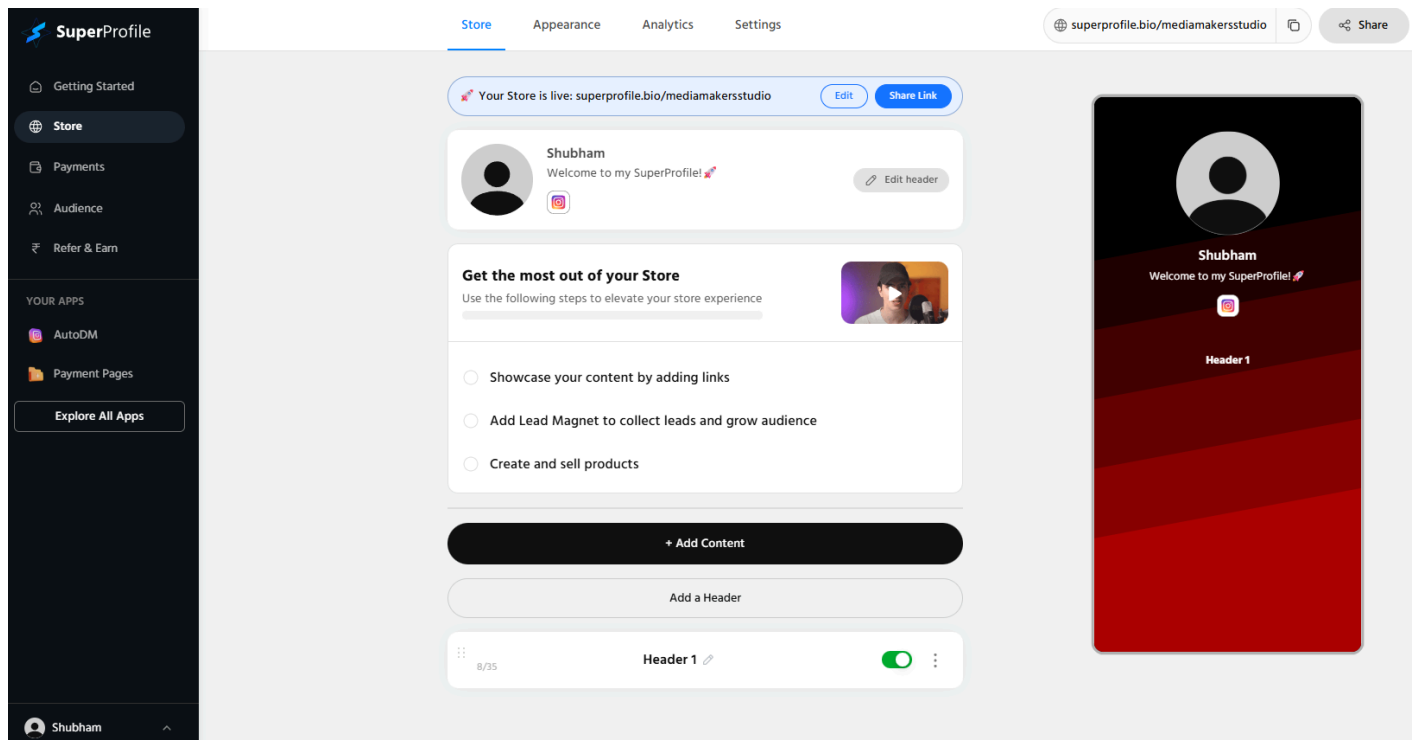 SuperProfile
Getting Started
Store
Payments
Audience
₹ Refer & Earn
YOUR APPS
AutoDM
Payment Pages
Explore All Apps
Shubham
Store Appearance Analytics Settings
superprofile.bio/mediamakersstudio Share
🚀 Your Store is live: superprofile.bio/mediamakersstudio Edit Share Link
Shubham
Welcome to my SuperProfile!🚀
Edit header
Get the most out of your Store
Use the following steps to elevate your store experience
Showcase your content by adding links
Add Lead Magnet to collect leads and grow audience
Create and sell products
+ Add Content
Add a Header
8/35 Header 1
Shubham
Welcome to my SuperProfile!🚀
Header 1